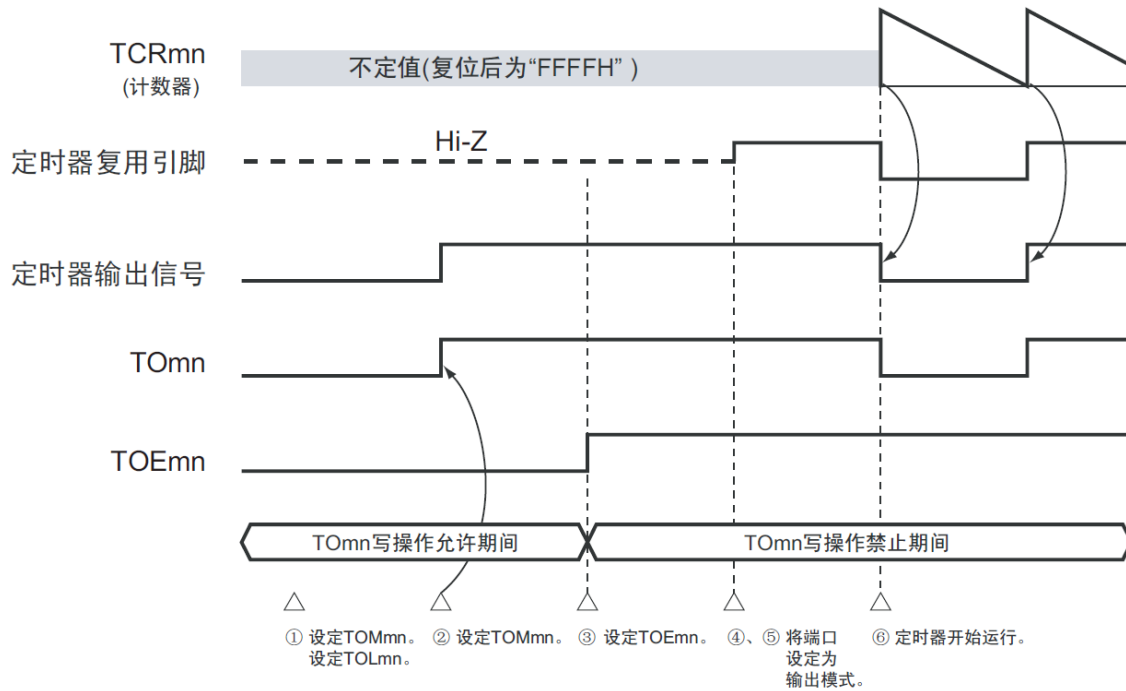 TCRmn
(计数器)
不定值(复位后为“FFFFH” )
Hi-Z
定时器复用引脚
定时器输出信号
TOmn
TOEmn
TOmn写操作允许期间
TOmn写操作禁止期间
① 设定TOMmn。
设定TOLmn。
② 设定TOMmn。
③ 设定TOEmn。
④、⑤ 将端口
设定为
输出模式。
⑥ 定时器开始运行。